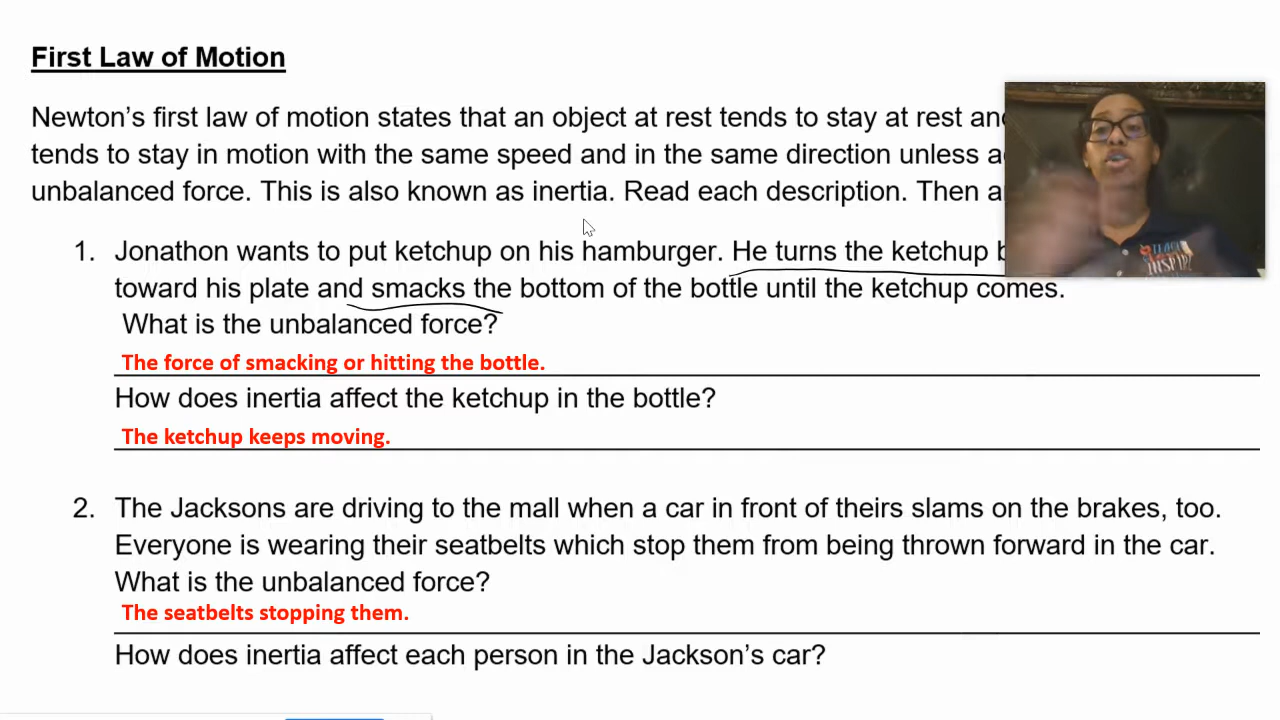 First Law of Motion
Newton's first law of motion states that an object at rest tends to stay at rest
tends to stay in motion with the same speed and in the same direction unless
unbalanced force. This is also known as inertia. Read each description. Then
1. Jonathon wants to put ketchup on his hamburger. He turns the ketchup
toward his plate and smacks the bottom of the bottle until the ketchup comes.
What is the unbalanced force?
The force of smacking or hitting the bottle.
How does inertia affect the ketchup in the bottle?
The ketchup keeps moving.
2. The Jacksons are driving to the mall when a car in front of theirs slams on the brakes, too.
Everyone is wearing their seatbelts which stop them from being thrown forward in the car.
What is the unbalanced force?
The seatbelts stopping them.
How does inertia affect each person in the Jackson's car?